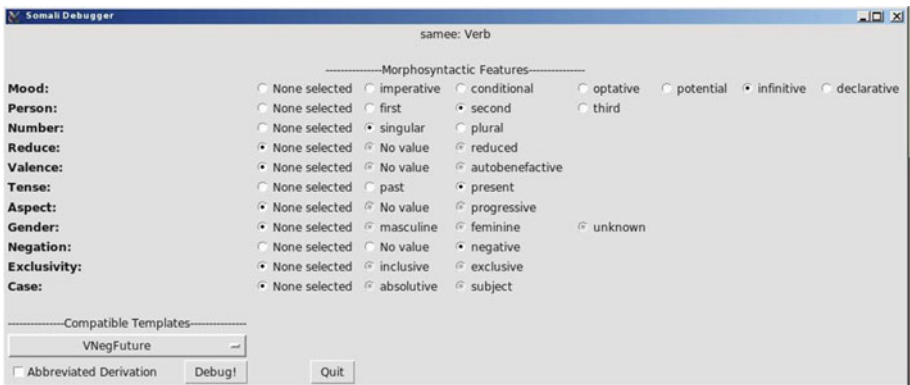 Somali Debugger
samee: Verb
---------------Morphosyntactic Features---------------
Mood: None selected imperative conditional optative potential infinitive declarative
Person: None selected first second third
Number: None selected singular plural
Reduce: None selected No value reduced
Valence: None selected No value autobenefactive
Tense: None selected past present
Aspect: None selected No value progressive
Gender: None selected masculine feminine unknown
Negation: None selected No value negative
Exclusivity: None selected inclusive exclusive
Case: None selected absolutive subject
---------------Compatible Templates---------------
VNegFuture
Abbreviated Derivation Debug! Quit